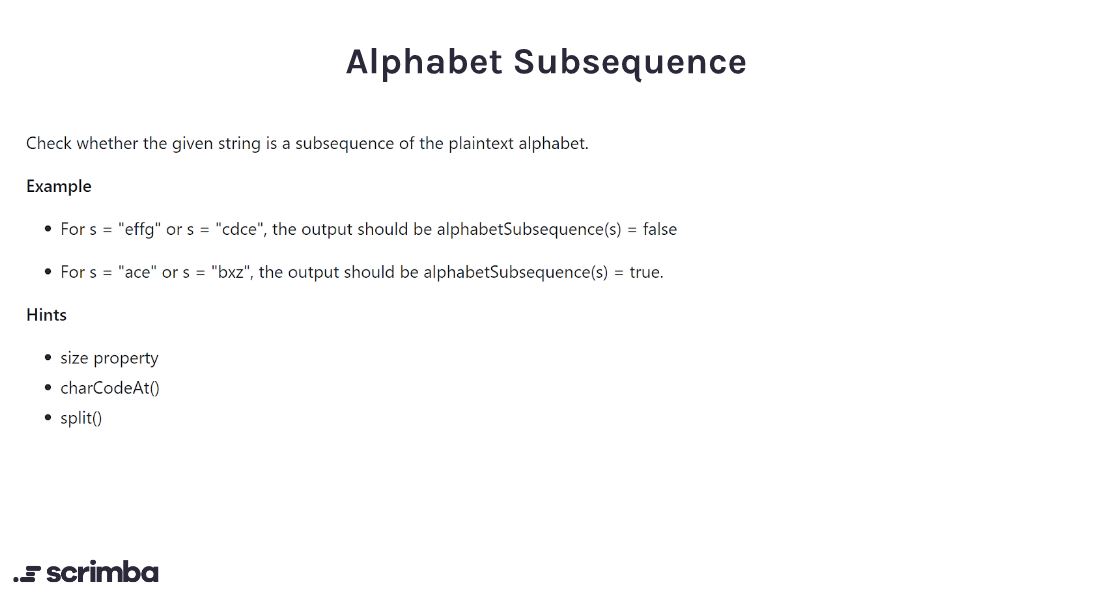 Alphabet Subsequence
Check whether the given string is a subsequence of the plaintext alphabet.
Example
• For s = "effg" or s = "cdce", the output should be alphabetSubsequence(s) = false
• For s = "ace" or s = "bxz", the output should be alphabetSubsequence(s) = true.
Hints
• size property
• charCodeAt()
• split()
scrimba